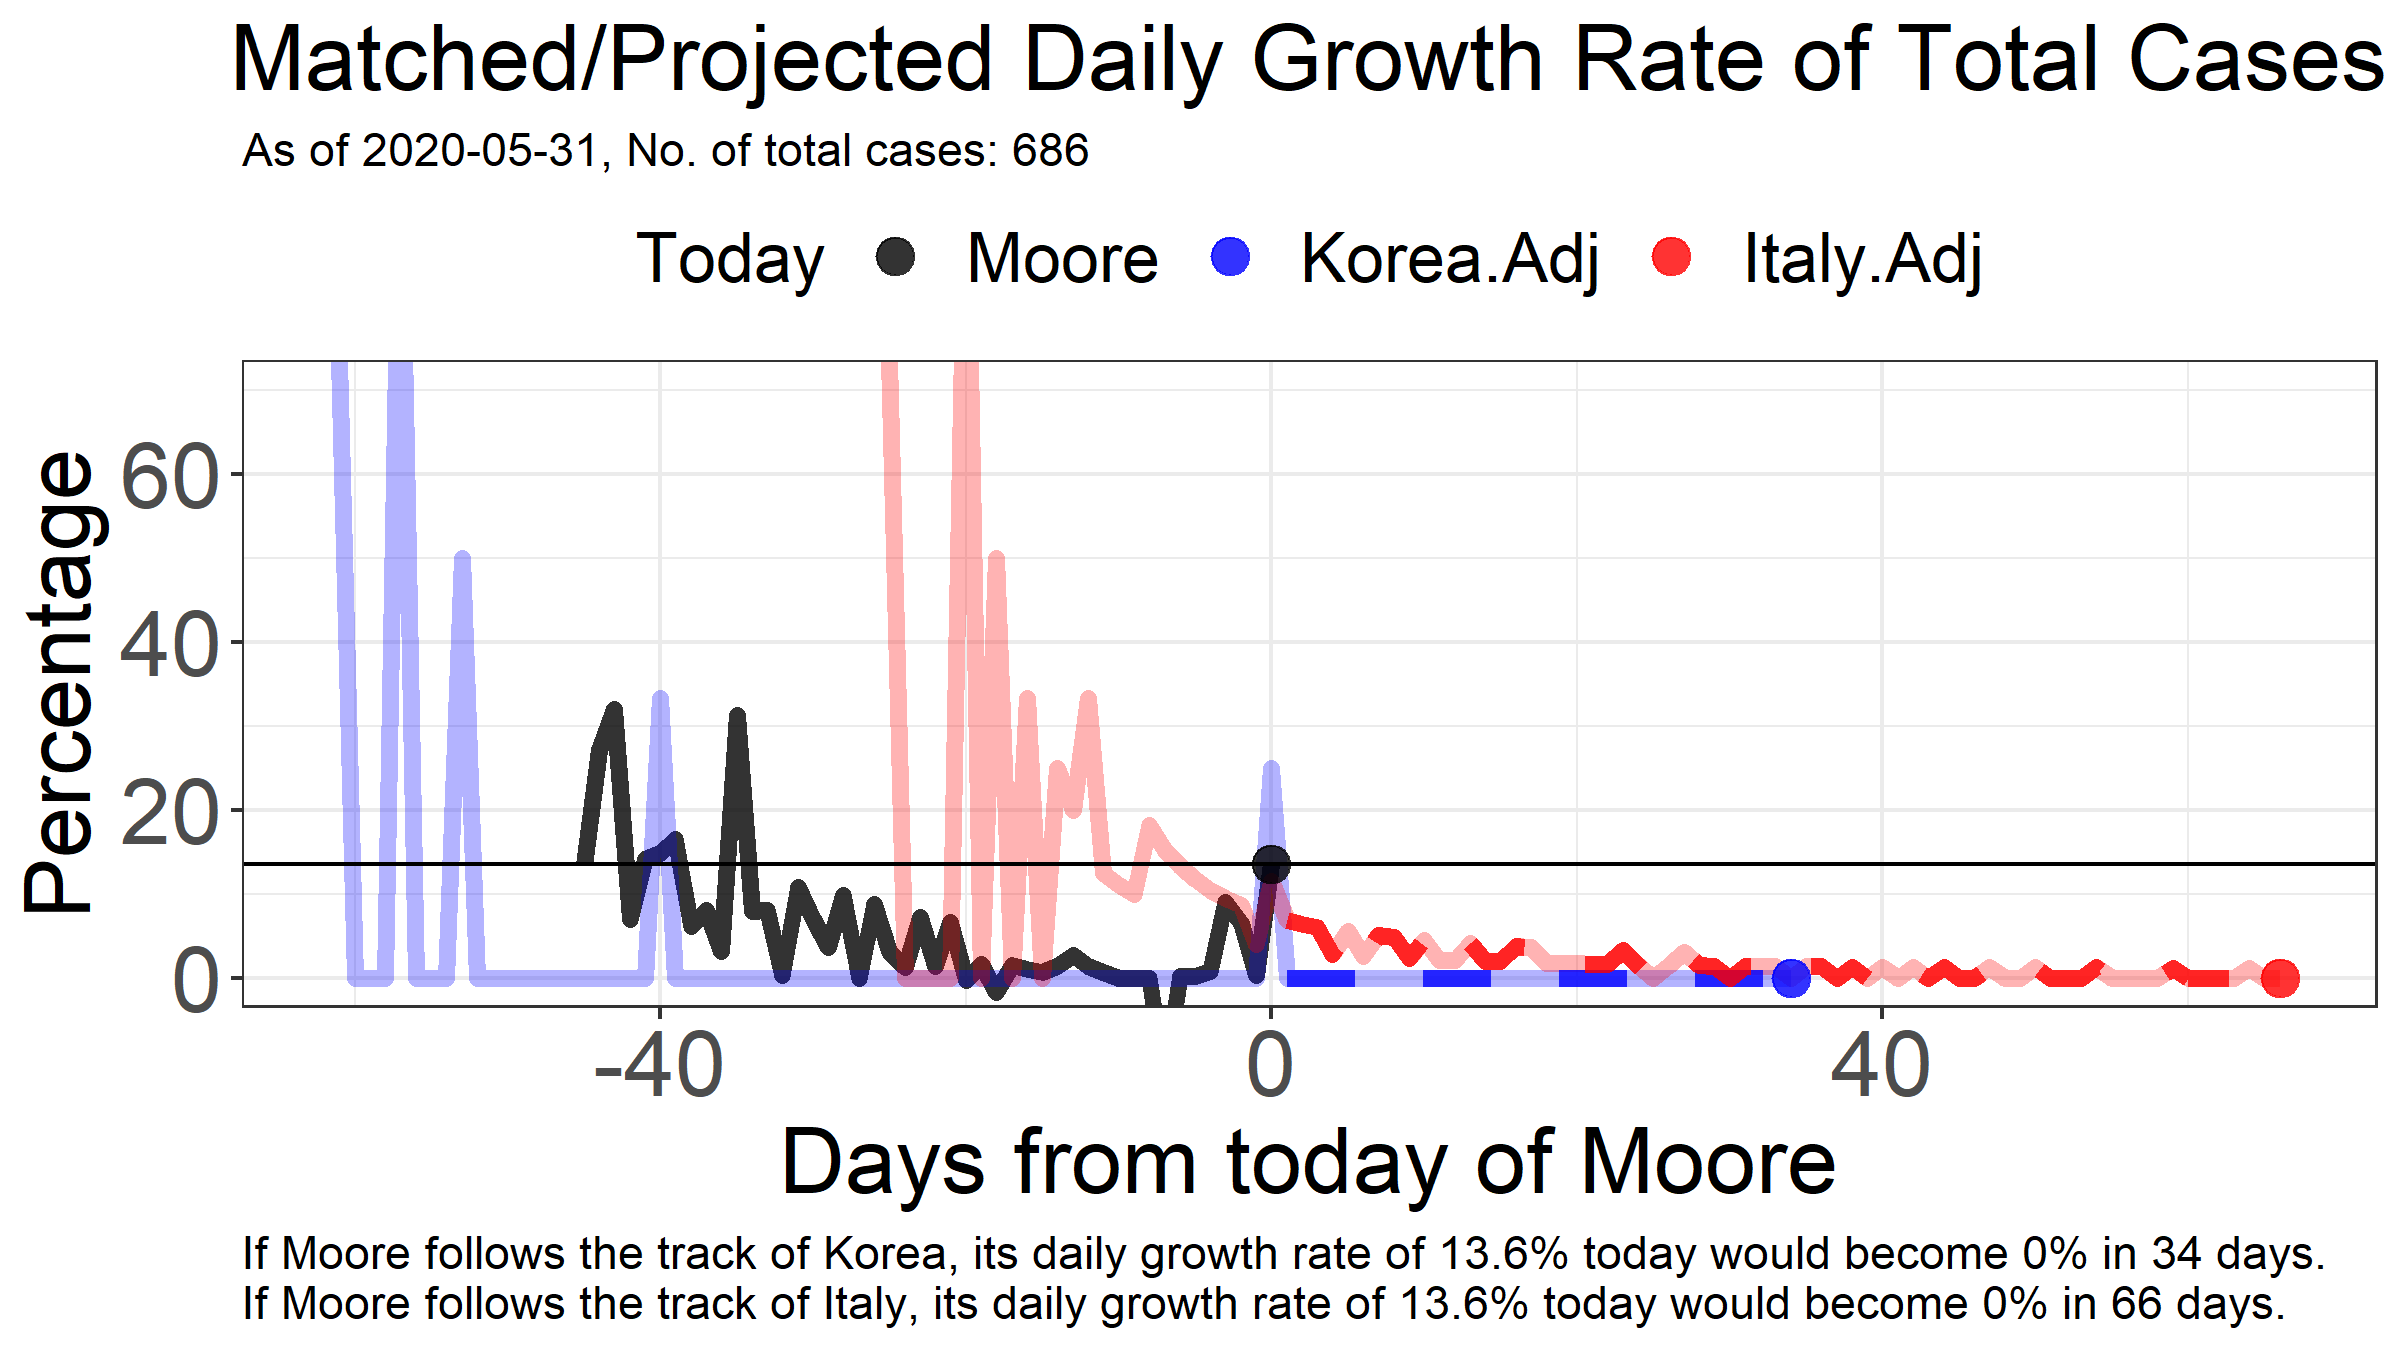 Matched/Projected Daily Growth Rate of Total Cases
As of 2020-05-31, No. of total cases: 686
Today Moore Korea.Adj Italy.Adj
Percentage
60
40
20
0
-40 0 40
Days from today of Moore
If Moore follows the track of Korea, its daily growth rate of 13.6% today would become 0% in 34 days.
If Moore follows the track of Italy, its daily growth rate of 13.6% today would become 0% in 66 days.